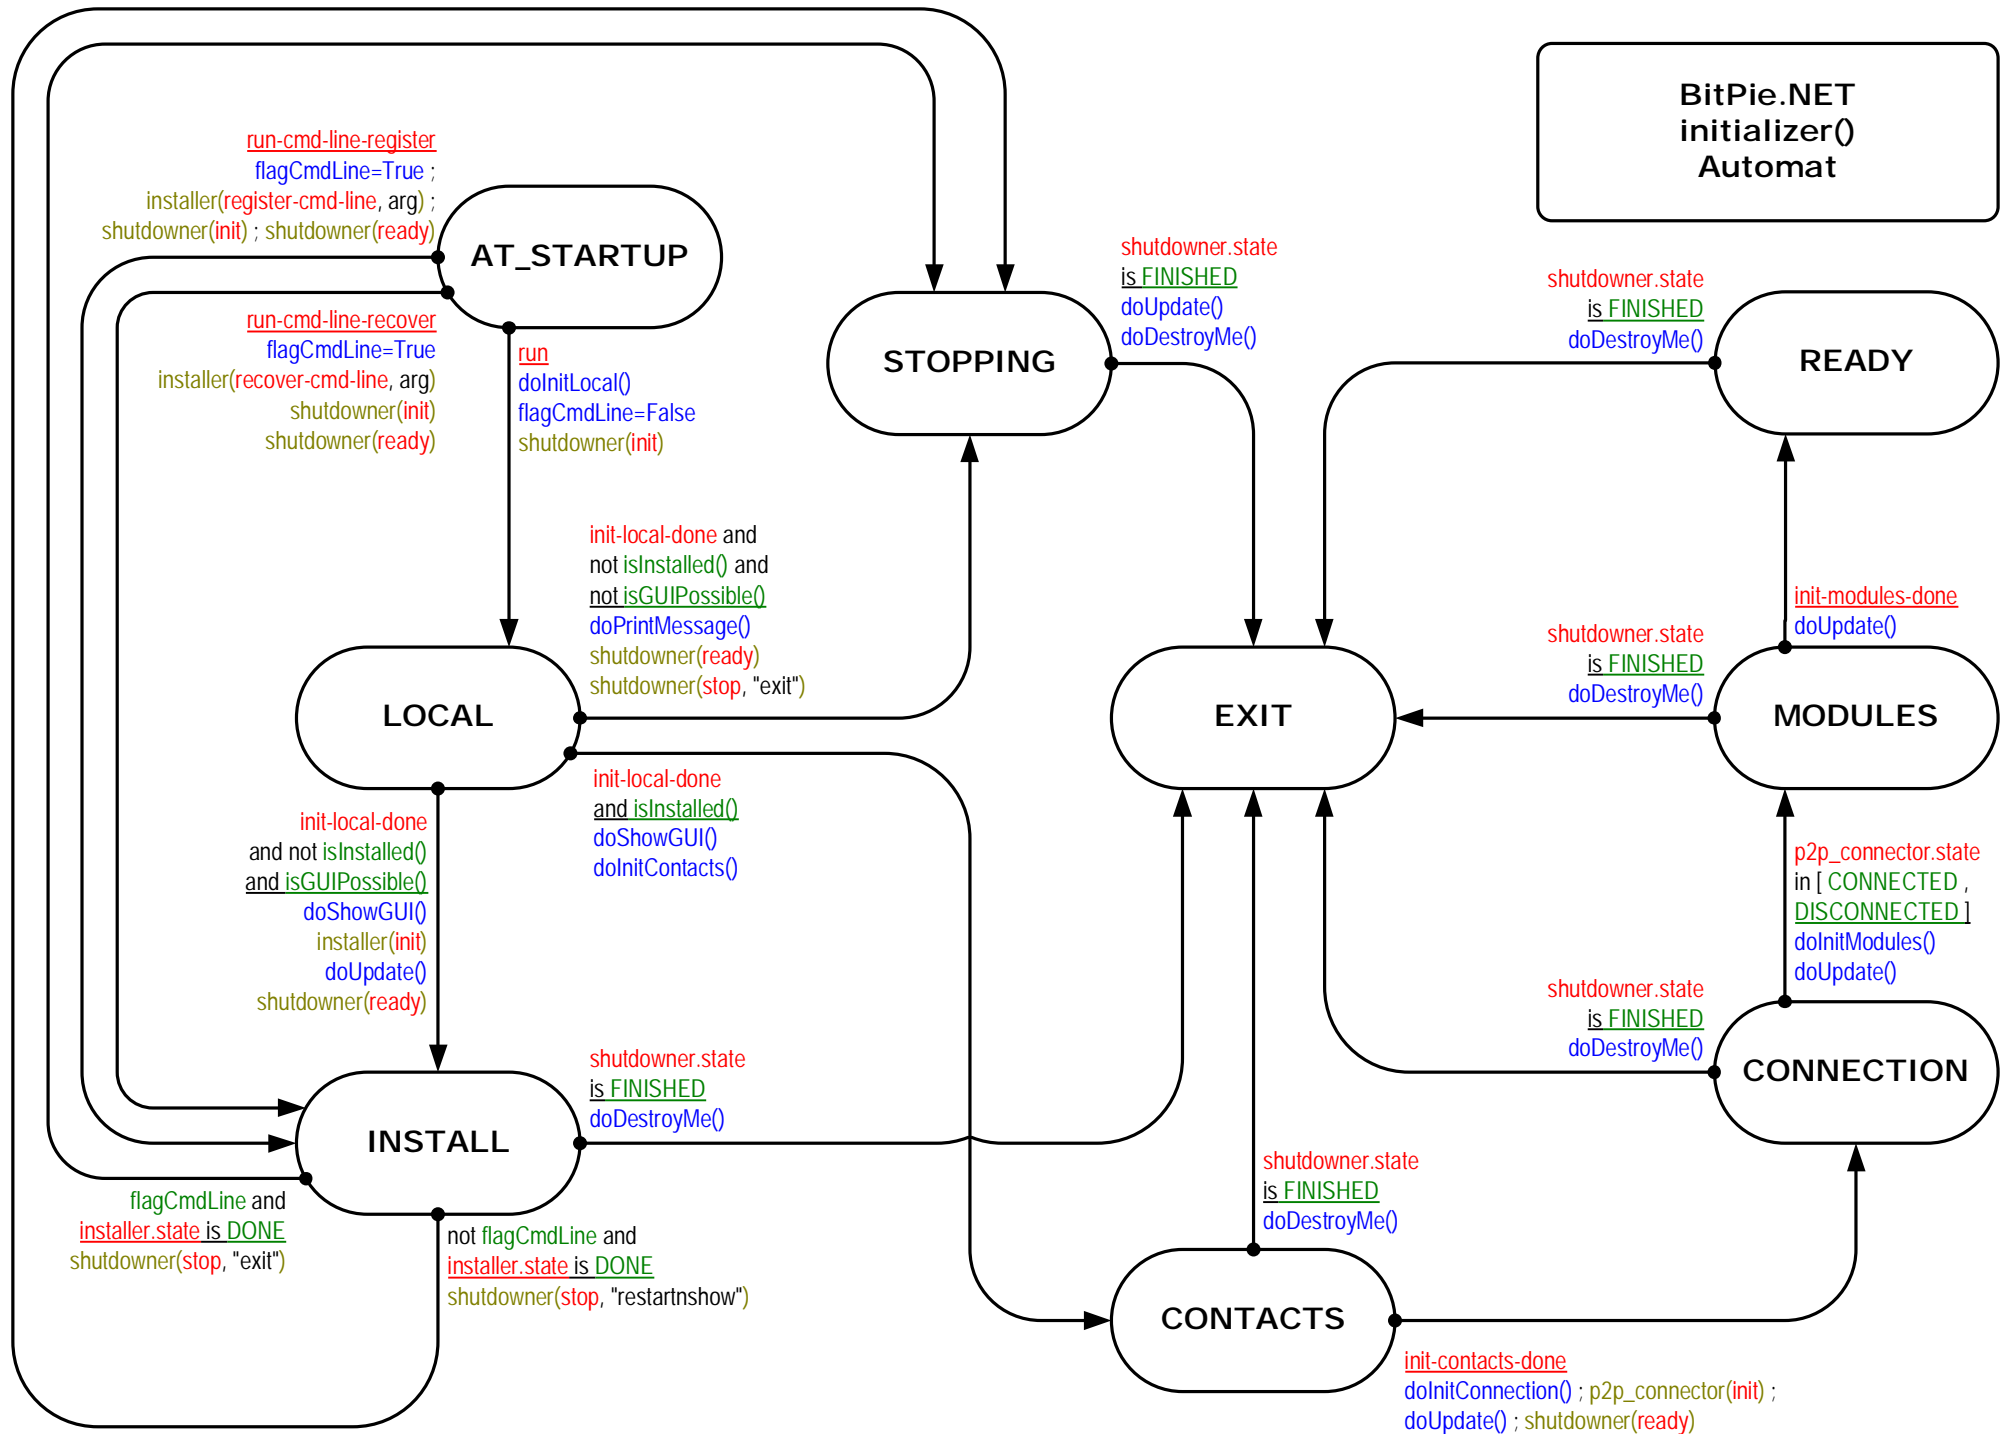 BitPie.NET
initializer()
Automat
run-cmd-line-register
flagCmdLine=True ;
installer(register-cmd-line, arg) ;
shutdowner(init) ; shutdowner(ready)
AT_STARTUP
run-cmd-line-recover
flagCmdLine=True
installer(recover-cmd-line, arg)
shutdowner(init)
shutdowner(ready)
run
doInitLocal()
flagCmdLine=False
shutdowner(init)
STOPPING
shutdowner.state
is FINISHED
doUpdate()
doDestroyMe()
shutdowner.state
is FINISHED
doDestroyMe()
READY
init-local-done and
not isInstalled() and
not isGUIPossible()
doPrintMessage()
shutdowner(ready)
shutdowner(stop, "exit")
init-modules-done
doUpdate()
shutdowner.state
is FINISHED
doDestroyMe()
LOCAL
EXIT
MODULES
init-local-done
and isInstalled()
doShowGUI()
doInitContacts()
init-local-done
and not isInstalled()
and isGUIPossible()
doShowGUI()
installer(init)
doUpdate()
shutdowner(ready)
p2p_connector.state
in [ CONNECTED ,
DISCONNECTED ]
doInitModules()
doUpdate()
shutdowner.state
is FINISHED
doDestroyMe()
CONNECTION
shutdowner.state
is FINISHED
doDestroyMe()
INSTALL
flagCmdLine and
installer.state is DONE
shutdowner(stop, "exit")
not flagCmdLine and
installer.state is DONE
shutdowner(stop, "restartnshow")
shutdowner.state
is FINISHED
doDestroyMe()
CONTACTS
init-contacts-done
doInitConnection() ; p2p_connector(init) ;
doUpdate() ; shutdowner(ready)